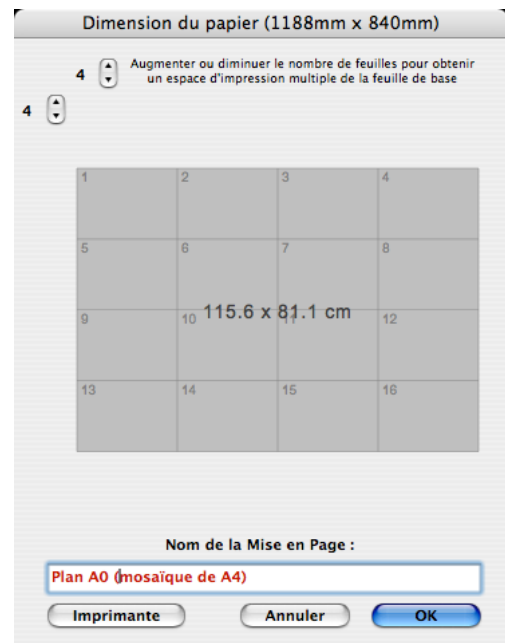 Dimension du papier (1188mm x 840mm)
4 Augmenter ou diminuer le nombre de feuilles pour obtenir
un espace d'impression multiple de la feuille de base
4
1 2 3 4
5 6 7 8
115.6 x 81.1 cm
9 10 11 12
13 14 15 16
Nom de la Mise en Page :
Plan A0 (mosaïque de A4)
Imprimante Annuler OK